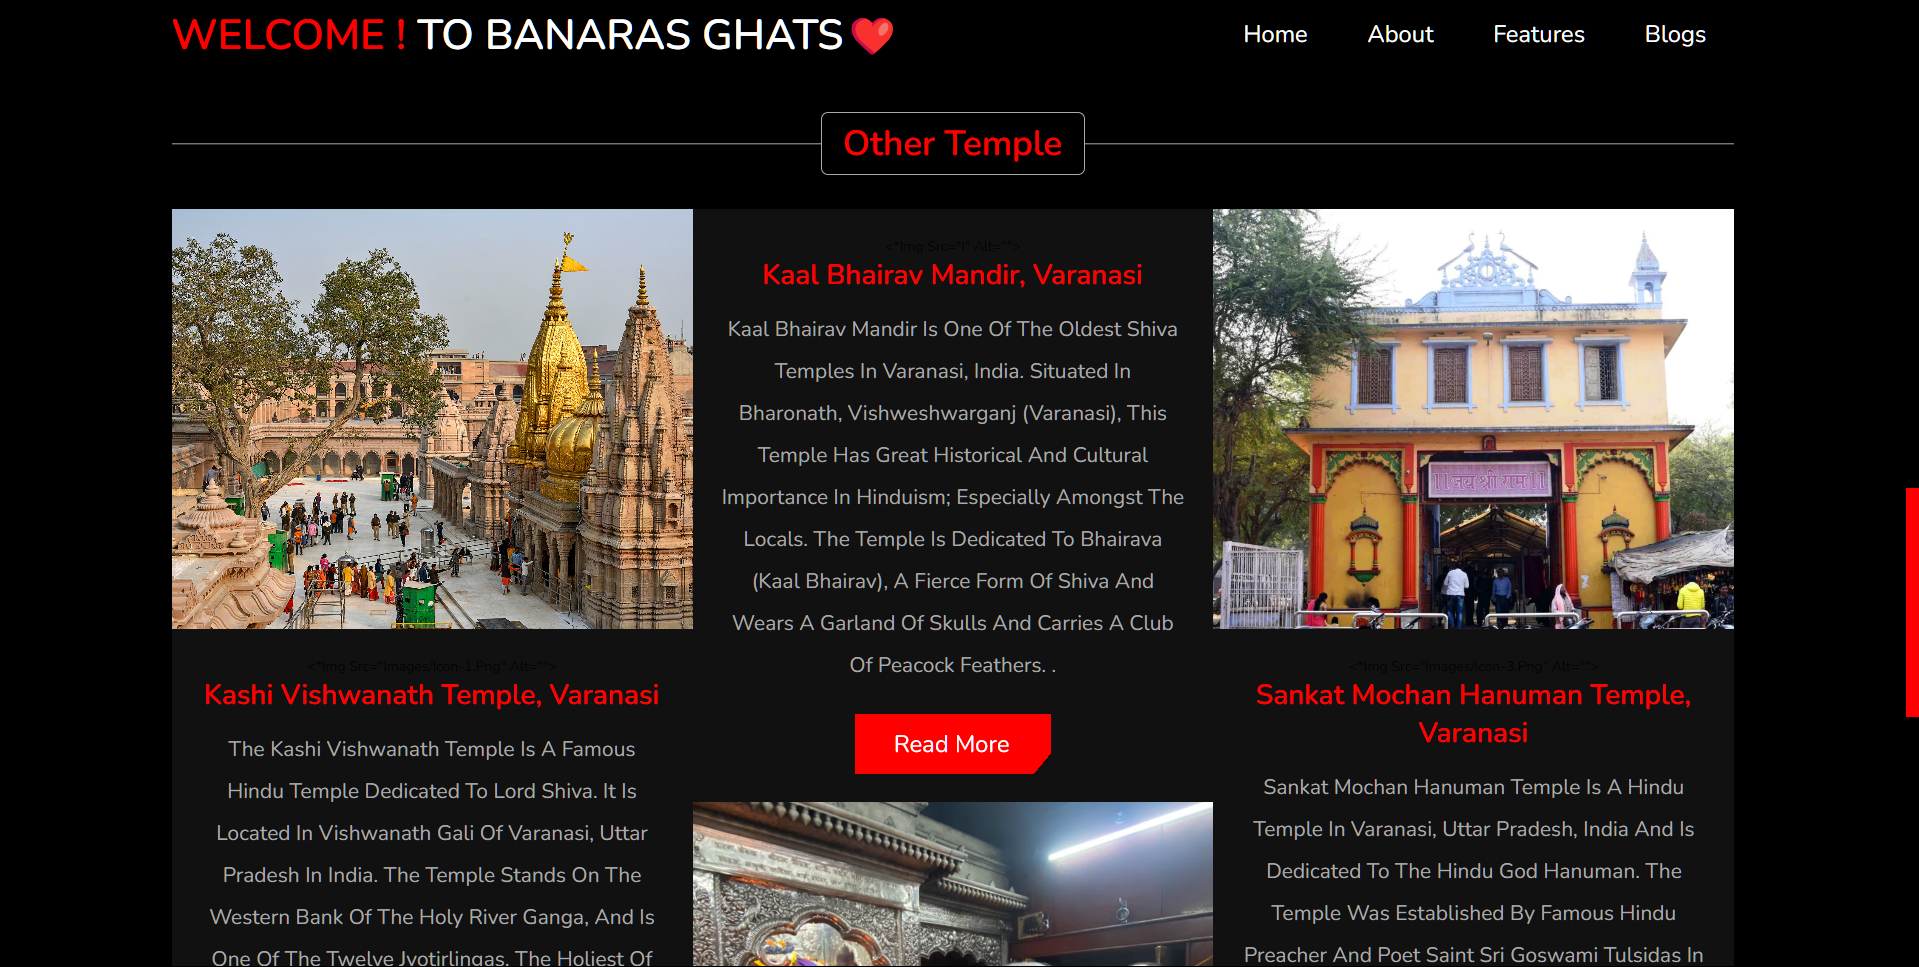 WELCOME ! TO BANARAS GHATS❤️
Home About Features Blogs
Other Temple
<*Img Src="Images/Icon-1.Png" Alt="">
Kashi Vishwanath Temple, Varanasi
The Kashi Vishwanath Temple Is A Famous
Hindu Temple Dedicated To Lord Shiva. It Is
Located In Vishwanath Gali Of Varanasi, Uttar
Pradesh In India. The Temple Stands On The
Western Bank Of The Holy River Ganga, And Is
One Of The Twelve Jyotirlingas, The Holiest Of
<*Img Src="I" Alt="">
Kaal Bhairav Mandir, Varanasi
Kaal Bhairav Mandir Is One Of The Oldest Shiva
Temples In Varanasi, India. Situated In
Bharonath, Vishweshwarganj (Varanasi), This
Temple Has Great Historical And Cultural
Importance In Hinduism; Especially Amongst The
Locals. The Temple Is Dedicated To Bhairava
(Kaal Bhairav), A Fierce Form Of Shiva And
Wears A Garland Of Skulls And Carries A Club
Of Peacock Feathers. .
Read More
॥जय श्री राम॥
<*Img Src="Images/Icon-3.Png" Alt="">
Sankat Mochan Hanuman Temple,
Varanasi
Sankat Mochan Hanuman Temple Is A Hindu
Temple In Varanasi, Uttar Pradesh, India And Is
Dedicated To The Hindu God Hanuman. The
Temple Was Established By Famous Hindu
Preacher And Poet Saint Sri Goswami Tulsidas In